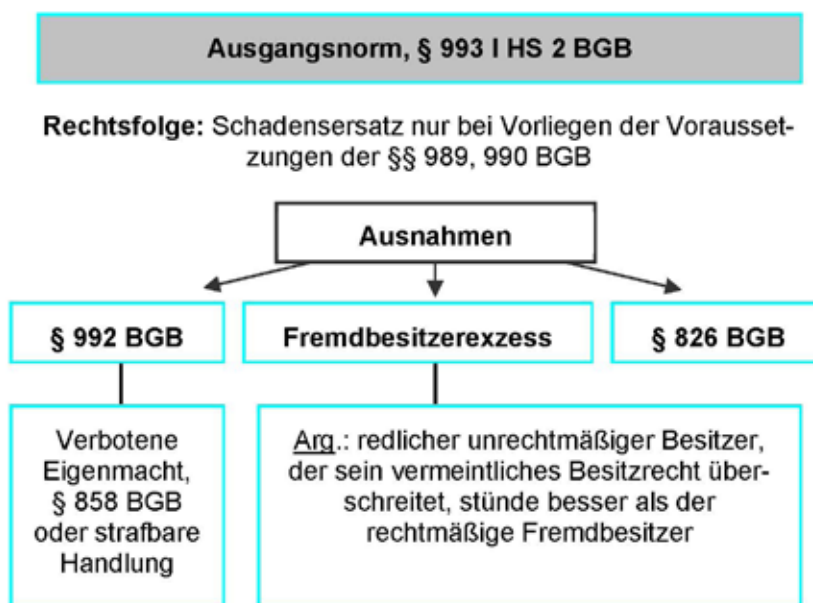 Ausgangsnorm, § 993 I HS 2 BGB
Rechtsfolge: Schadensersatz nur bei Vorliegen der Vorausset-
zungen der §§ 989, 990 BGB
Ausnahmen
§ 992 BGB
Fremdbesitzerexzess
§ 826 BGB
Verbotene
Eigenmacht,
§ 858 BGB
oder strafbare
Handlung
Arg.: redlicher unrechtmäßiger Besitzer,
der sein vermeintliches Besitzrecht über-
schreitet, stünde besser als der
rechtmäßige Fremdbesitzer